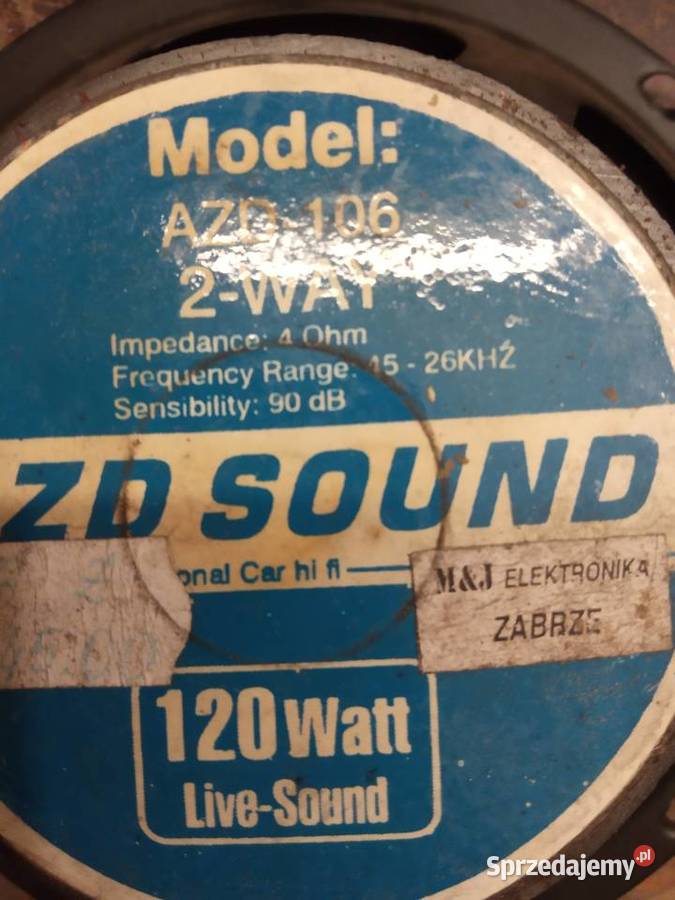 Model:
AZD-106
2-WAY
Impedance: 4 Ohm
Frequency Range: 45 - 26KHŹ
Sensibility: 90 dB
ZD SOUND
onal Car hi fi
M&J ELEKTRONIKA
ZABRZE
120 Watt
Live-Sound
Sprzedajemy.pl